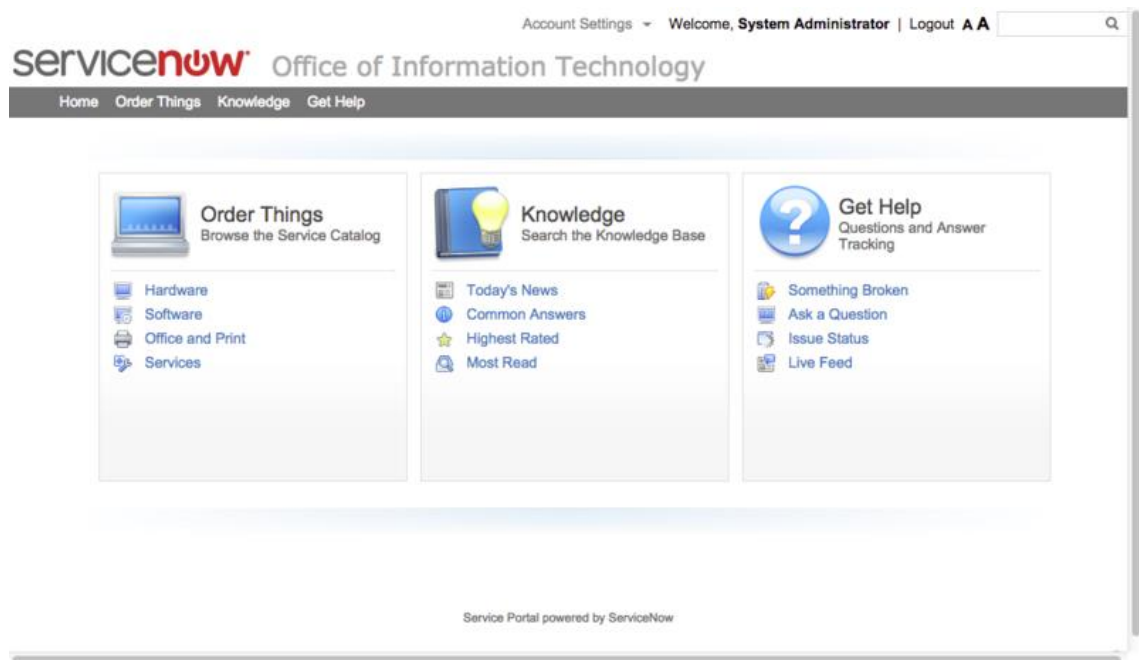 Account Settings Welcome, System Administrator | Logout A A
servicenow Office of Information Technology
Home Order Things Knowledge Get Help
Order Things
Browse the Service Catalog
Hardware
Software
Office and Print
Services
Knowledge
Search the Knowledge Base
Today's News
Common Answers
Highest Rated
Most Read
Get Help
Questions and Answer
Tracking
Something Broken
Ask a Question
Issue Status
Live Feed
Service Portal powered by ServiceNow